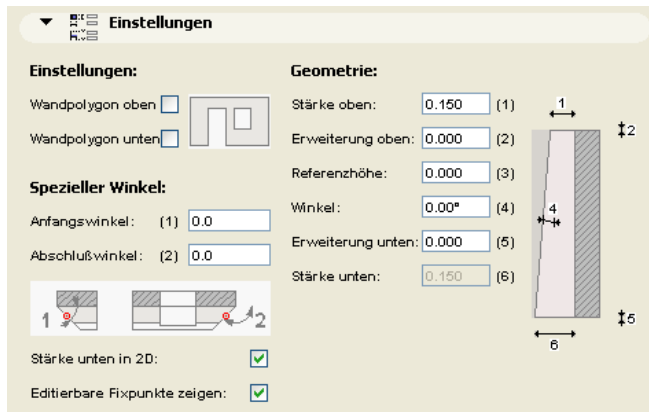 Einstellungen
Einstellungen:
Wandpolygon oben
Wandpolygon unten
Spezieller Winkel:
Anfangswinkel: (1) 0.0
Abschlußwinkel: (2) 0.0
1 2
Stärke unten in 2D:
Editierbare Fixpunkte zeigen:
Geometrie:
Stärke oben: 0.150 (1)
Erweiterung oben: 0.000 (2)
Referenzhöhe: 0.000 (3)
Winkel: 0.00° (4)
Erweiterung unten: 0.000 (5)
Stärke unten: 0.150 (6)
1
2
4
5
6